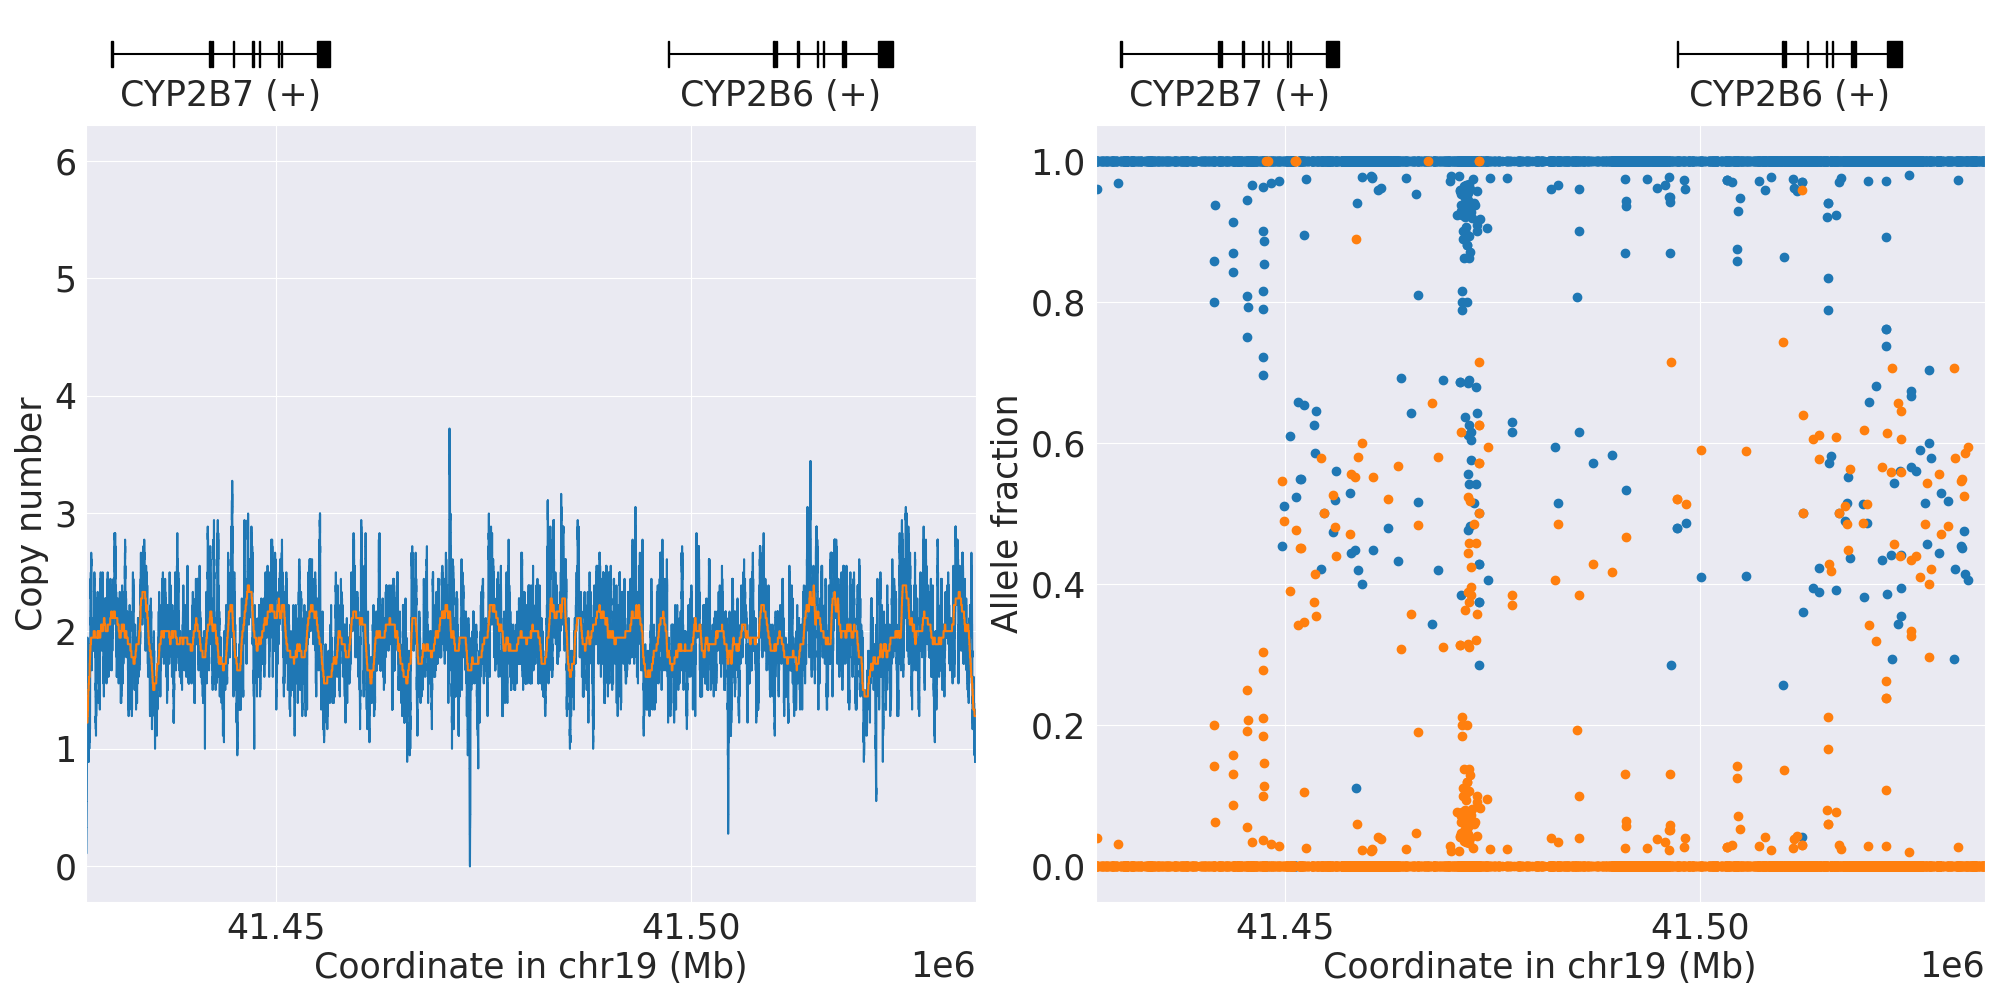 CYP2B7 (+) CYP2B6 (+)
CYP2B7 (+) CYP2B6 (+)
Copy number
6
5
4
3
2
1
0
41.45 41.50
Coordinate in chr19 (Mb) 1e6
Allele fraction
1.0
0.8
0.6
0.4
0.2
0.0
41.45 41.50
Coordinate in chr19 (Mb) 1e6